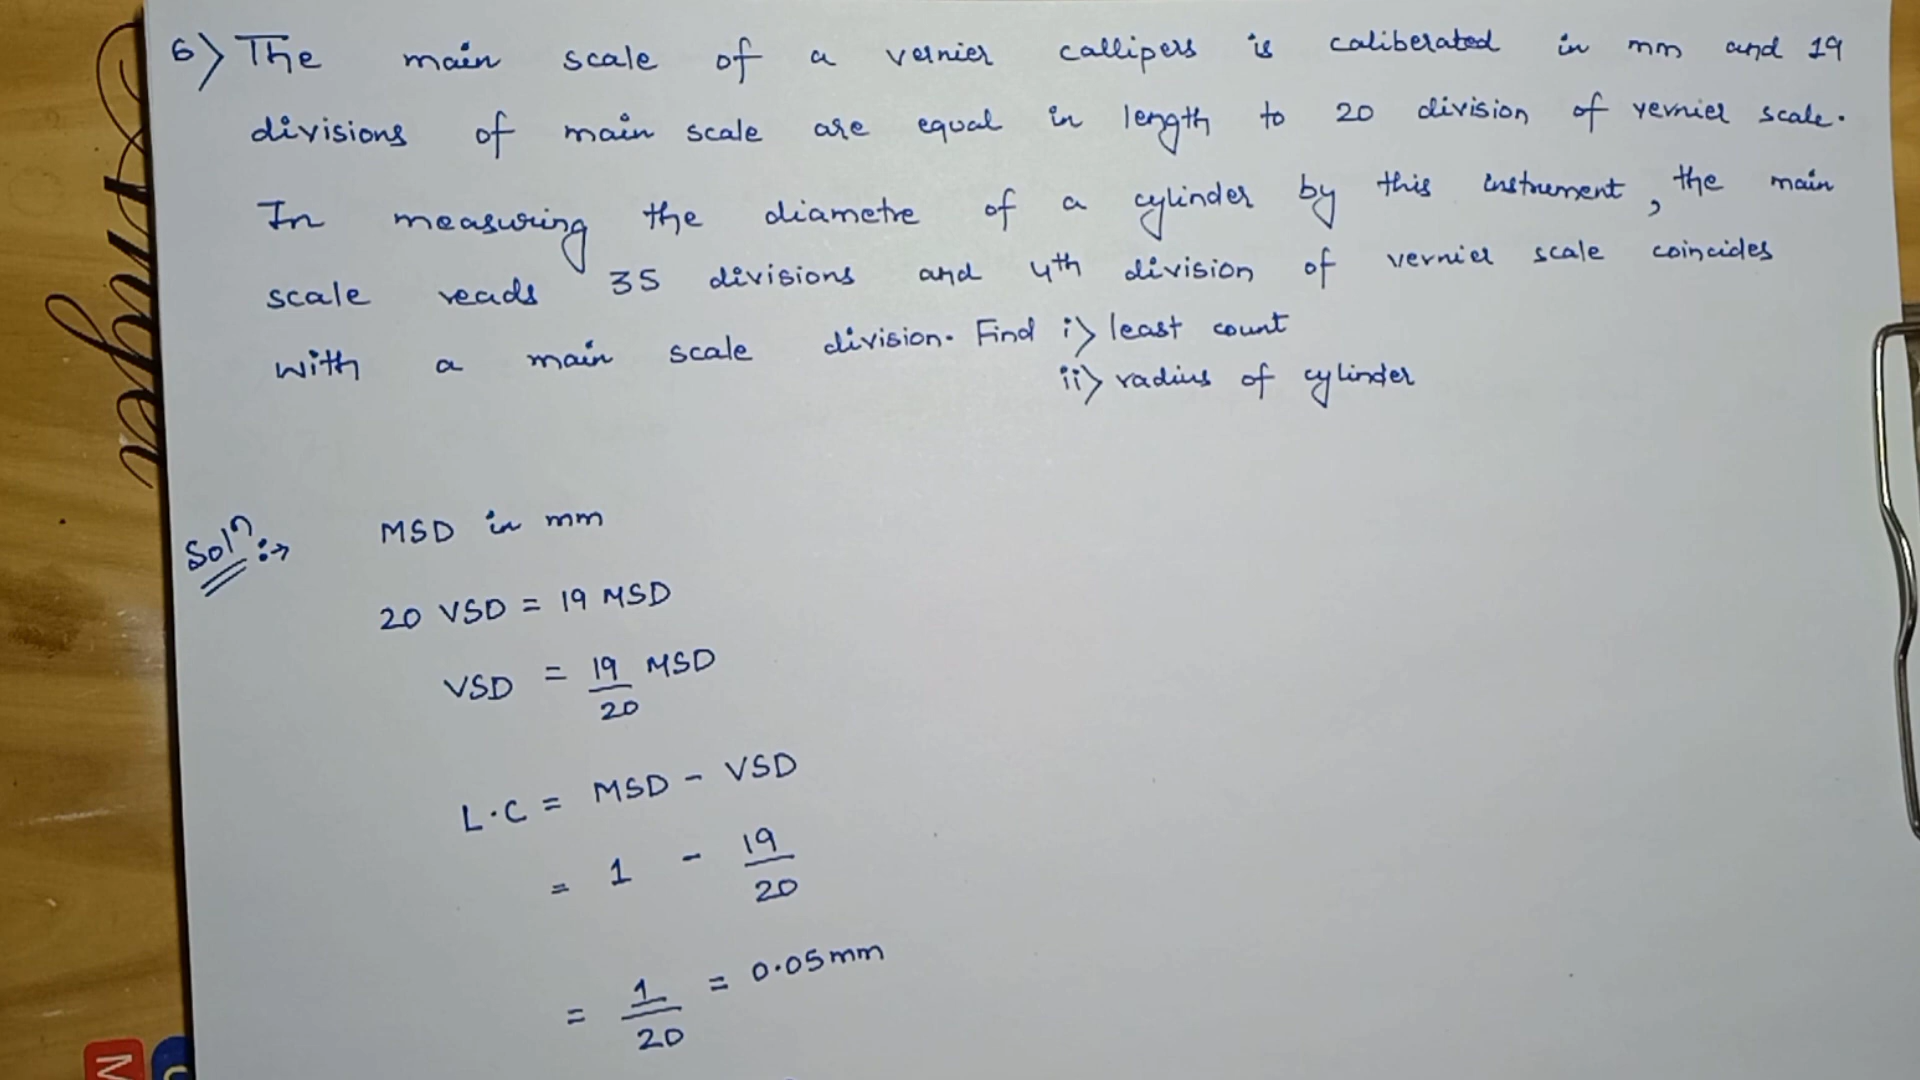 6) The main scale of a vernier callipers is caliberated in mm and 19
divisions of main scale are equal in length to 20 division of vernier scale.
In measuring the diametre of a cylinder by this instrument, the main
scale reads 35 divisions and 4th division of vernier scale coincides
with a main scale division. Find i) least count
ii) radius of cylinder
Solⁿ:→ MSD in mm
20 VSD = 19 MSD
VSD = 19/20 MSD
L.C = MSD - VSD
= 1 - 19/20
= 1/20 = 0.05mm
M